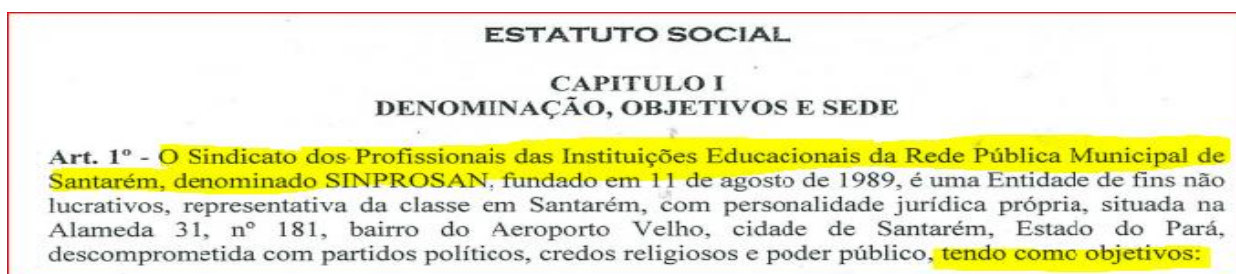 ESTATUTO SOCIAL
CAPITULO I
DENOMINAÇÃO, OBJETIVOS E SEDE
Art. 1º - O Sindicato dos Profissionais das Instituições Educacionais da Rede Pública Municipal de
Santarém, denominado SINPROSAN, fundado em 11 de agosto de 1989, é uma Entidade de fins não
lucrativos, representativa da classe em Santarém, com personalidade jurídica própria, situada na
Alameda 31, nº 181, bairro do Aeroporto Velho, cidade de Santarém, Estado do Pará,
descomprometida com partidos políticos, credos religiosos e poder público, tendo como objetivos: